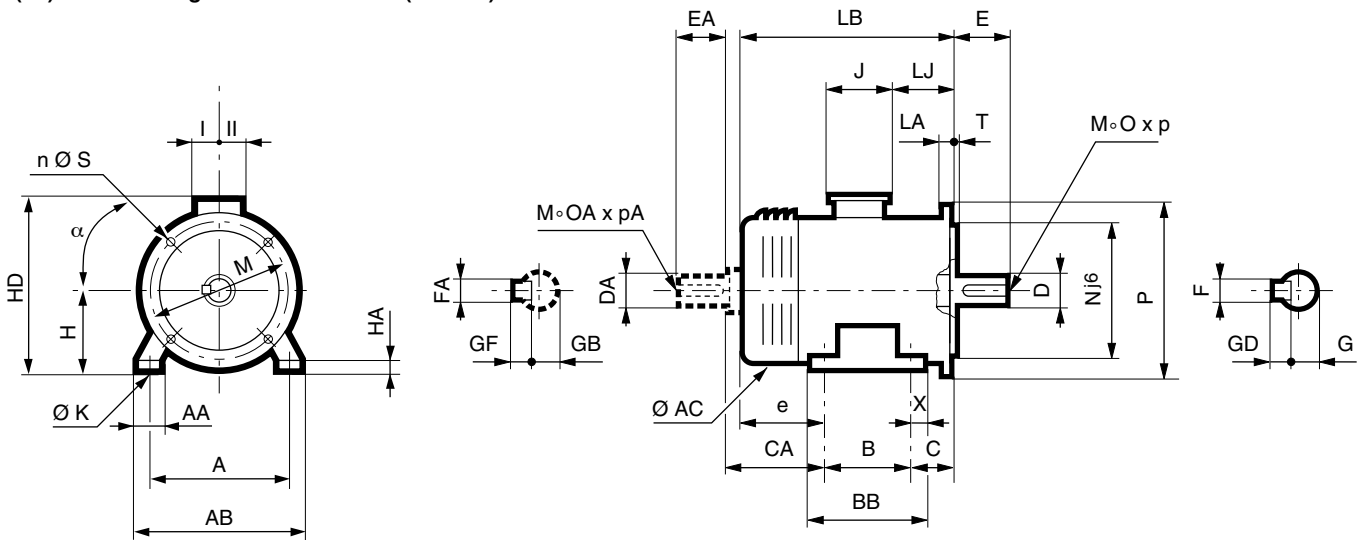 EA LB E
J LJ
I II
LA T
M∘O x p
n Ø S
α
M∘OA x pA
M
HD
H
HA
FA
DA
D
Nj6
P
F
GF GB
GD G
Ø K AA
Ø AC
e X
A
CA B C
AB
BB